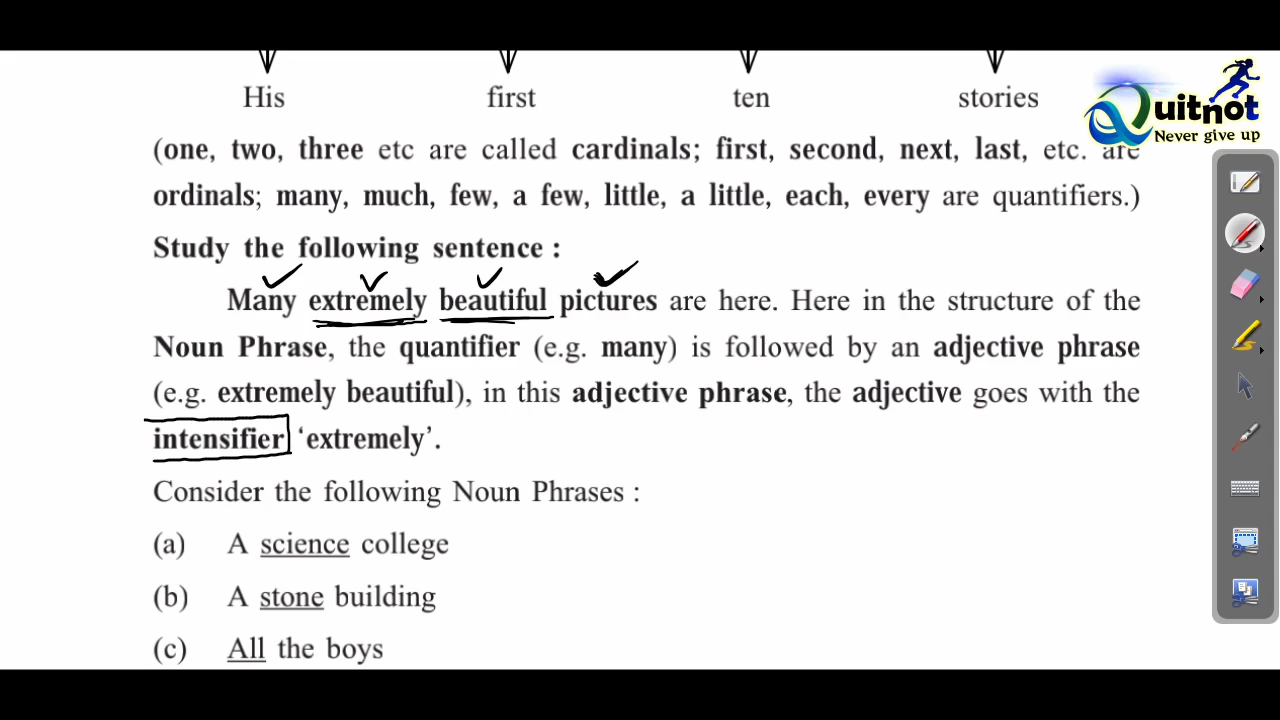 His first ten stories
uitnot
Never give up
(one, two, three etc are called cardinals; first, second, next, last, etc. are
ordinals; many, much, few, a few, little, a little, each, every are quantifiers.)
Study the following sentence :
Many extremely beautiful pictures are here. Here in the structure of the
Noun Phrase, the quantifier (e.g. many) is followed by an adjective phrase
(e.g. extremely beautiful), in this adjective phrase, the adjective goes with the
intensifier ‘extremely’.
Consider the following Noun Phrases :
(a) A science college
(b) A stone building
(c) All the boys